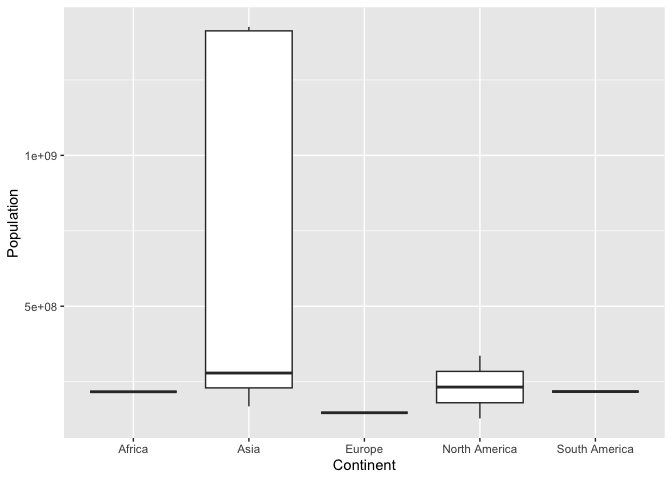 Population
1e+09
5e+08
Africa
Asia
Europe
North America
South America
Continent